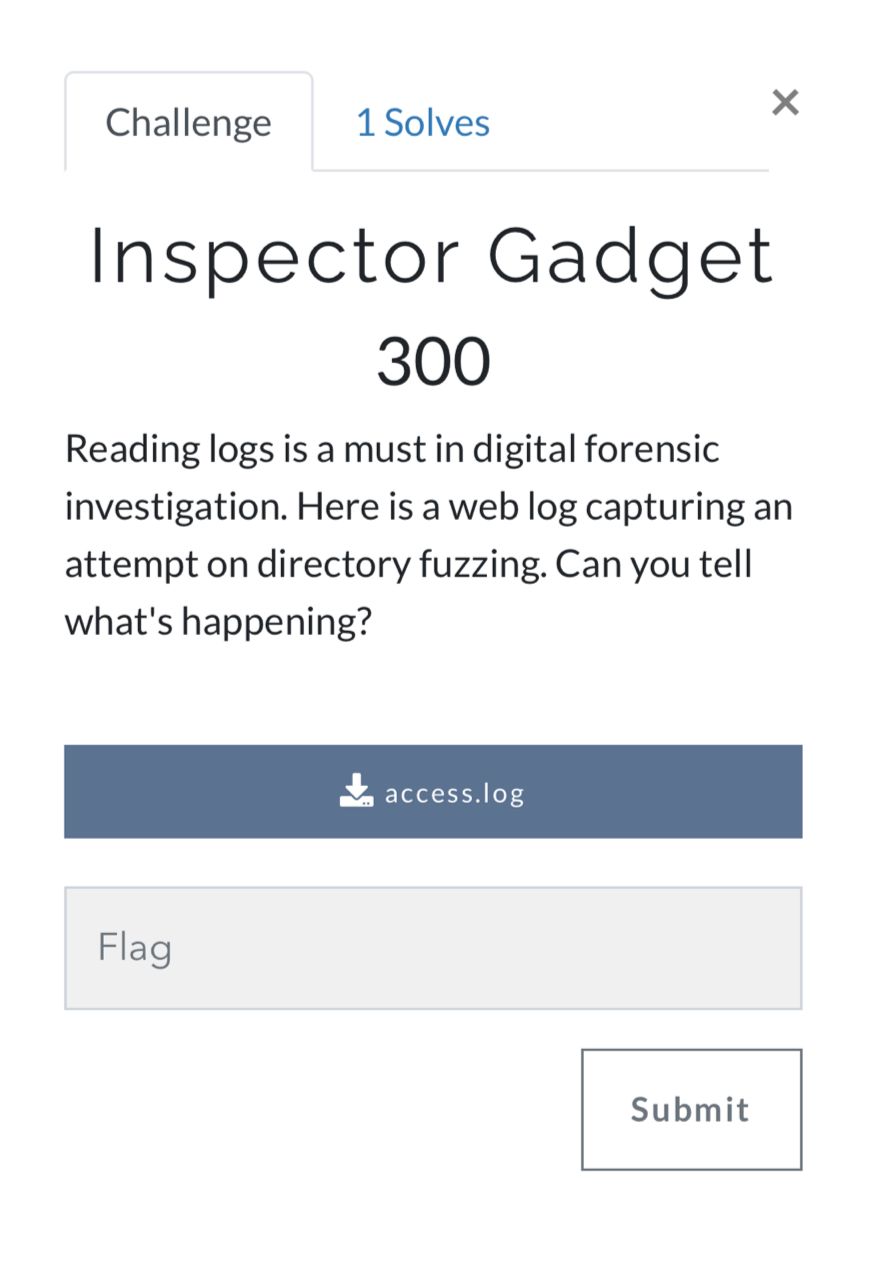 Challenge
1 Solves
×
Inspector Gadget
300
Reading logs is a must in digital forensic
investigation. Here is a web log capturing an
attempt on directory fuzzing. Can you tell
what's happening?
access.log
Flag
Submit